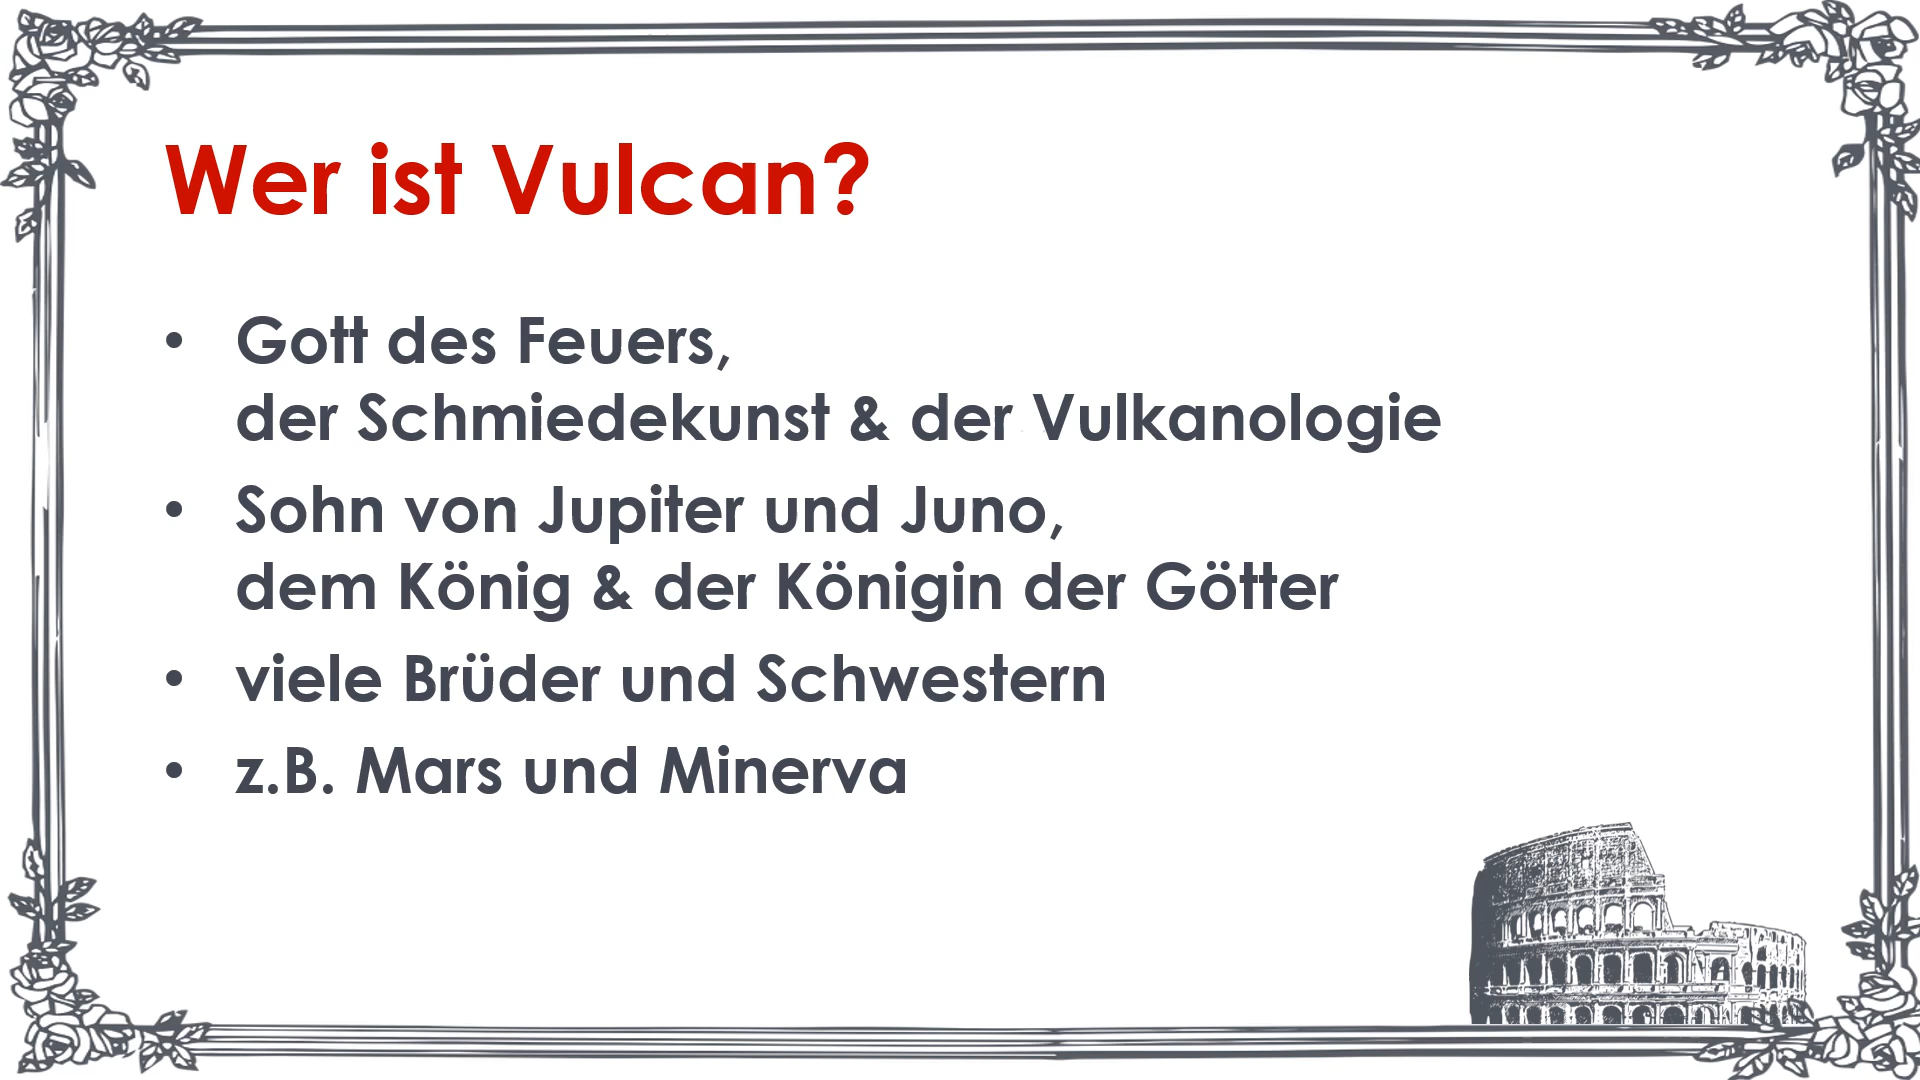 Wer ist Vulcan?
• Gott des Feuers,
der Schmiedekunst & der Vulkanologie
• Sohn von Jupiter und Juno,
dem König & der Königin der Götter
• viele Brüder und Schwestern
• z.B. Mars und Minerva